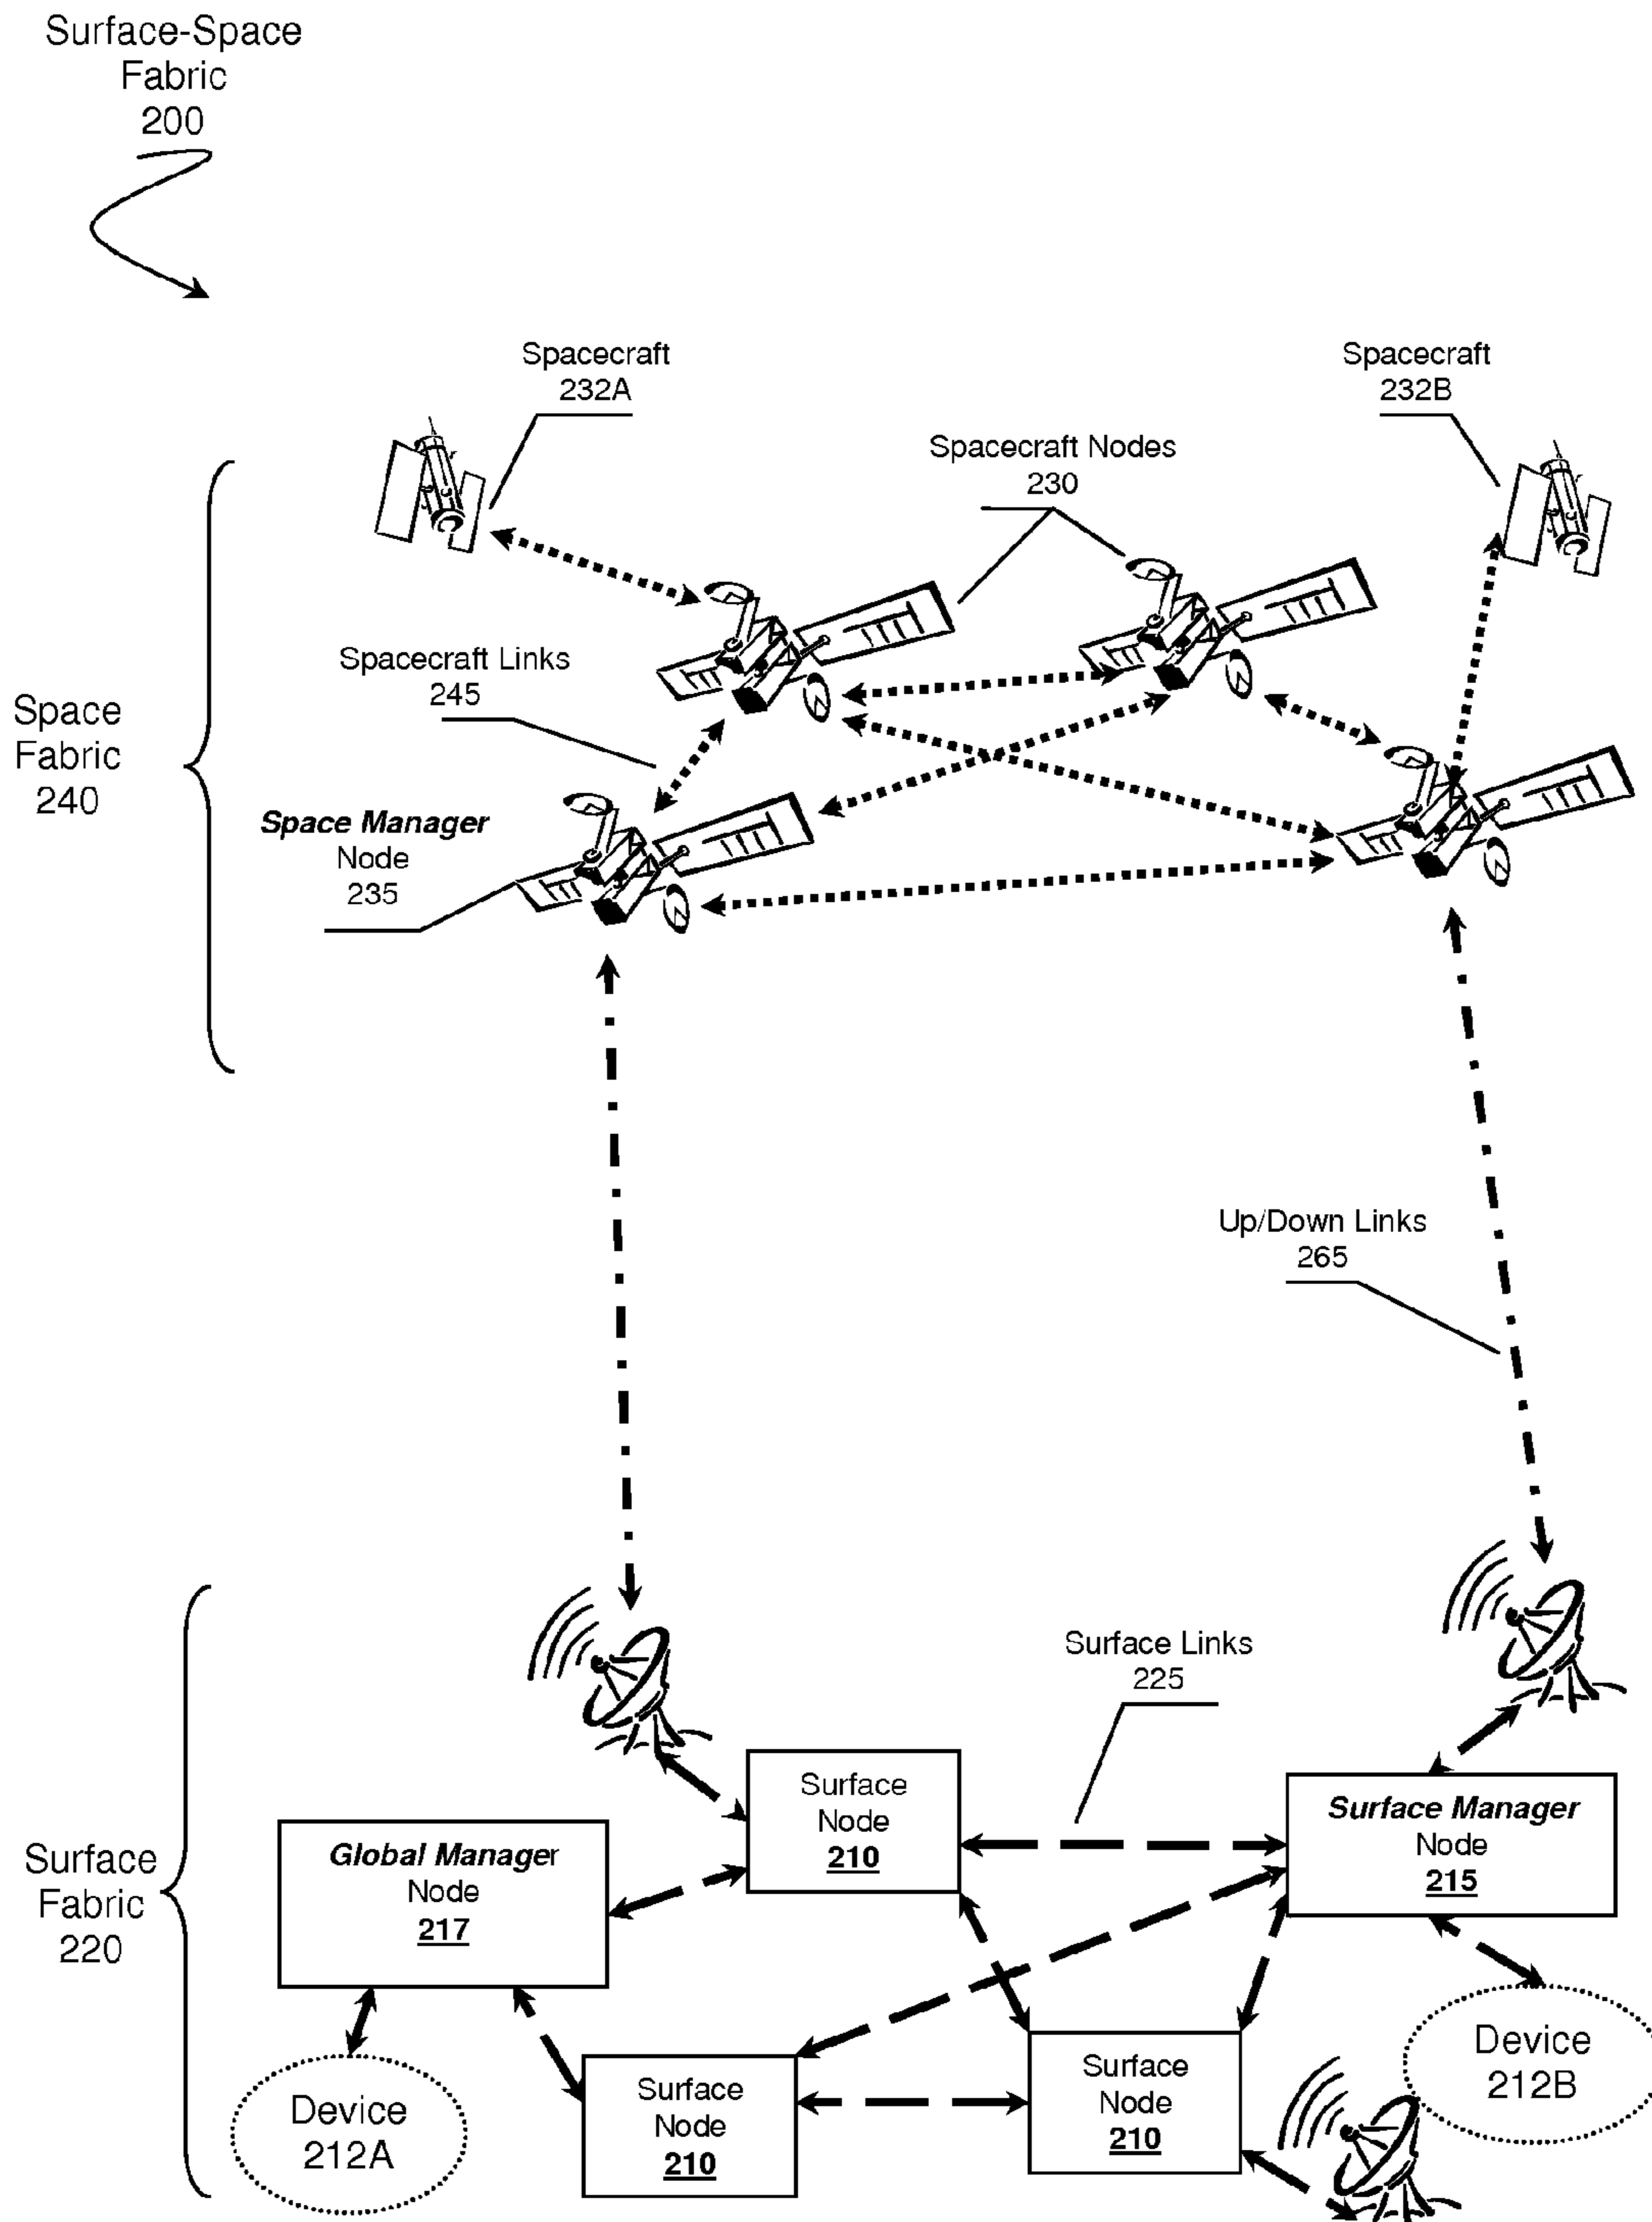 Surface-Space
Fabric
200
Spacecraft
232A
Spacecraft
232B
Spacecraft Nodes
230
Spacecraft Links
245
Space
Fabric
240
Space Manager
Node
235
Up/Down Links
265
Surface Links
225
Surface
Node
210
Surface Manager
Node
215
Global Manager
Node
217
Surface
Fabric
220
Device
212B
Surface
Node
210
Surface
Node
210
Device
212A